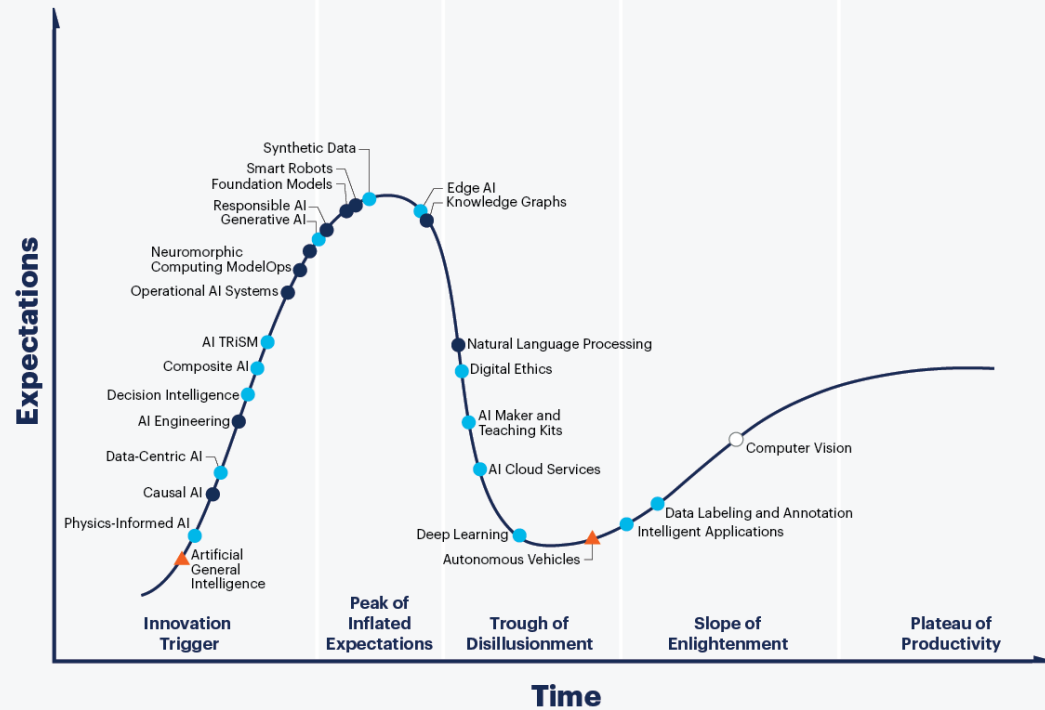 Synthetic Data
Smart Robots
Foundation Models
Responsible AI
Generative AI
Neuromorphic
Computing ModelOps
Operational AI Systems
AI TRiSM
Composite AI
Decision Intelligence
AI Engineering
Data-Centric AI
Causal AI
Physics-Informed AI
Artificial
General
Intelligence
Edge AI
Knowledge Graphs
Natural Language Processing
Digital Ethics
AI Maker and
Teaching Kits
AI Cloud Services
Deep Learning
Autonomous Vehicles
Computer Vision
Data Labeling and Annotation
Intelligent Applications
Expectations
Innovation
Trigger
Peak of
Inflated
Expectations
Trough of
Disillusionment
Slope of
Enlightenment
Plateau of
Productivity
Time